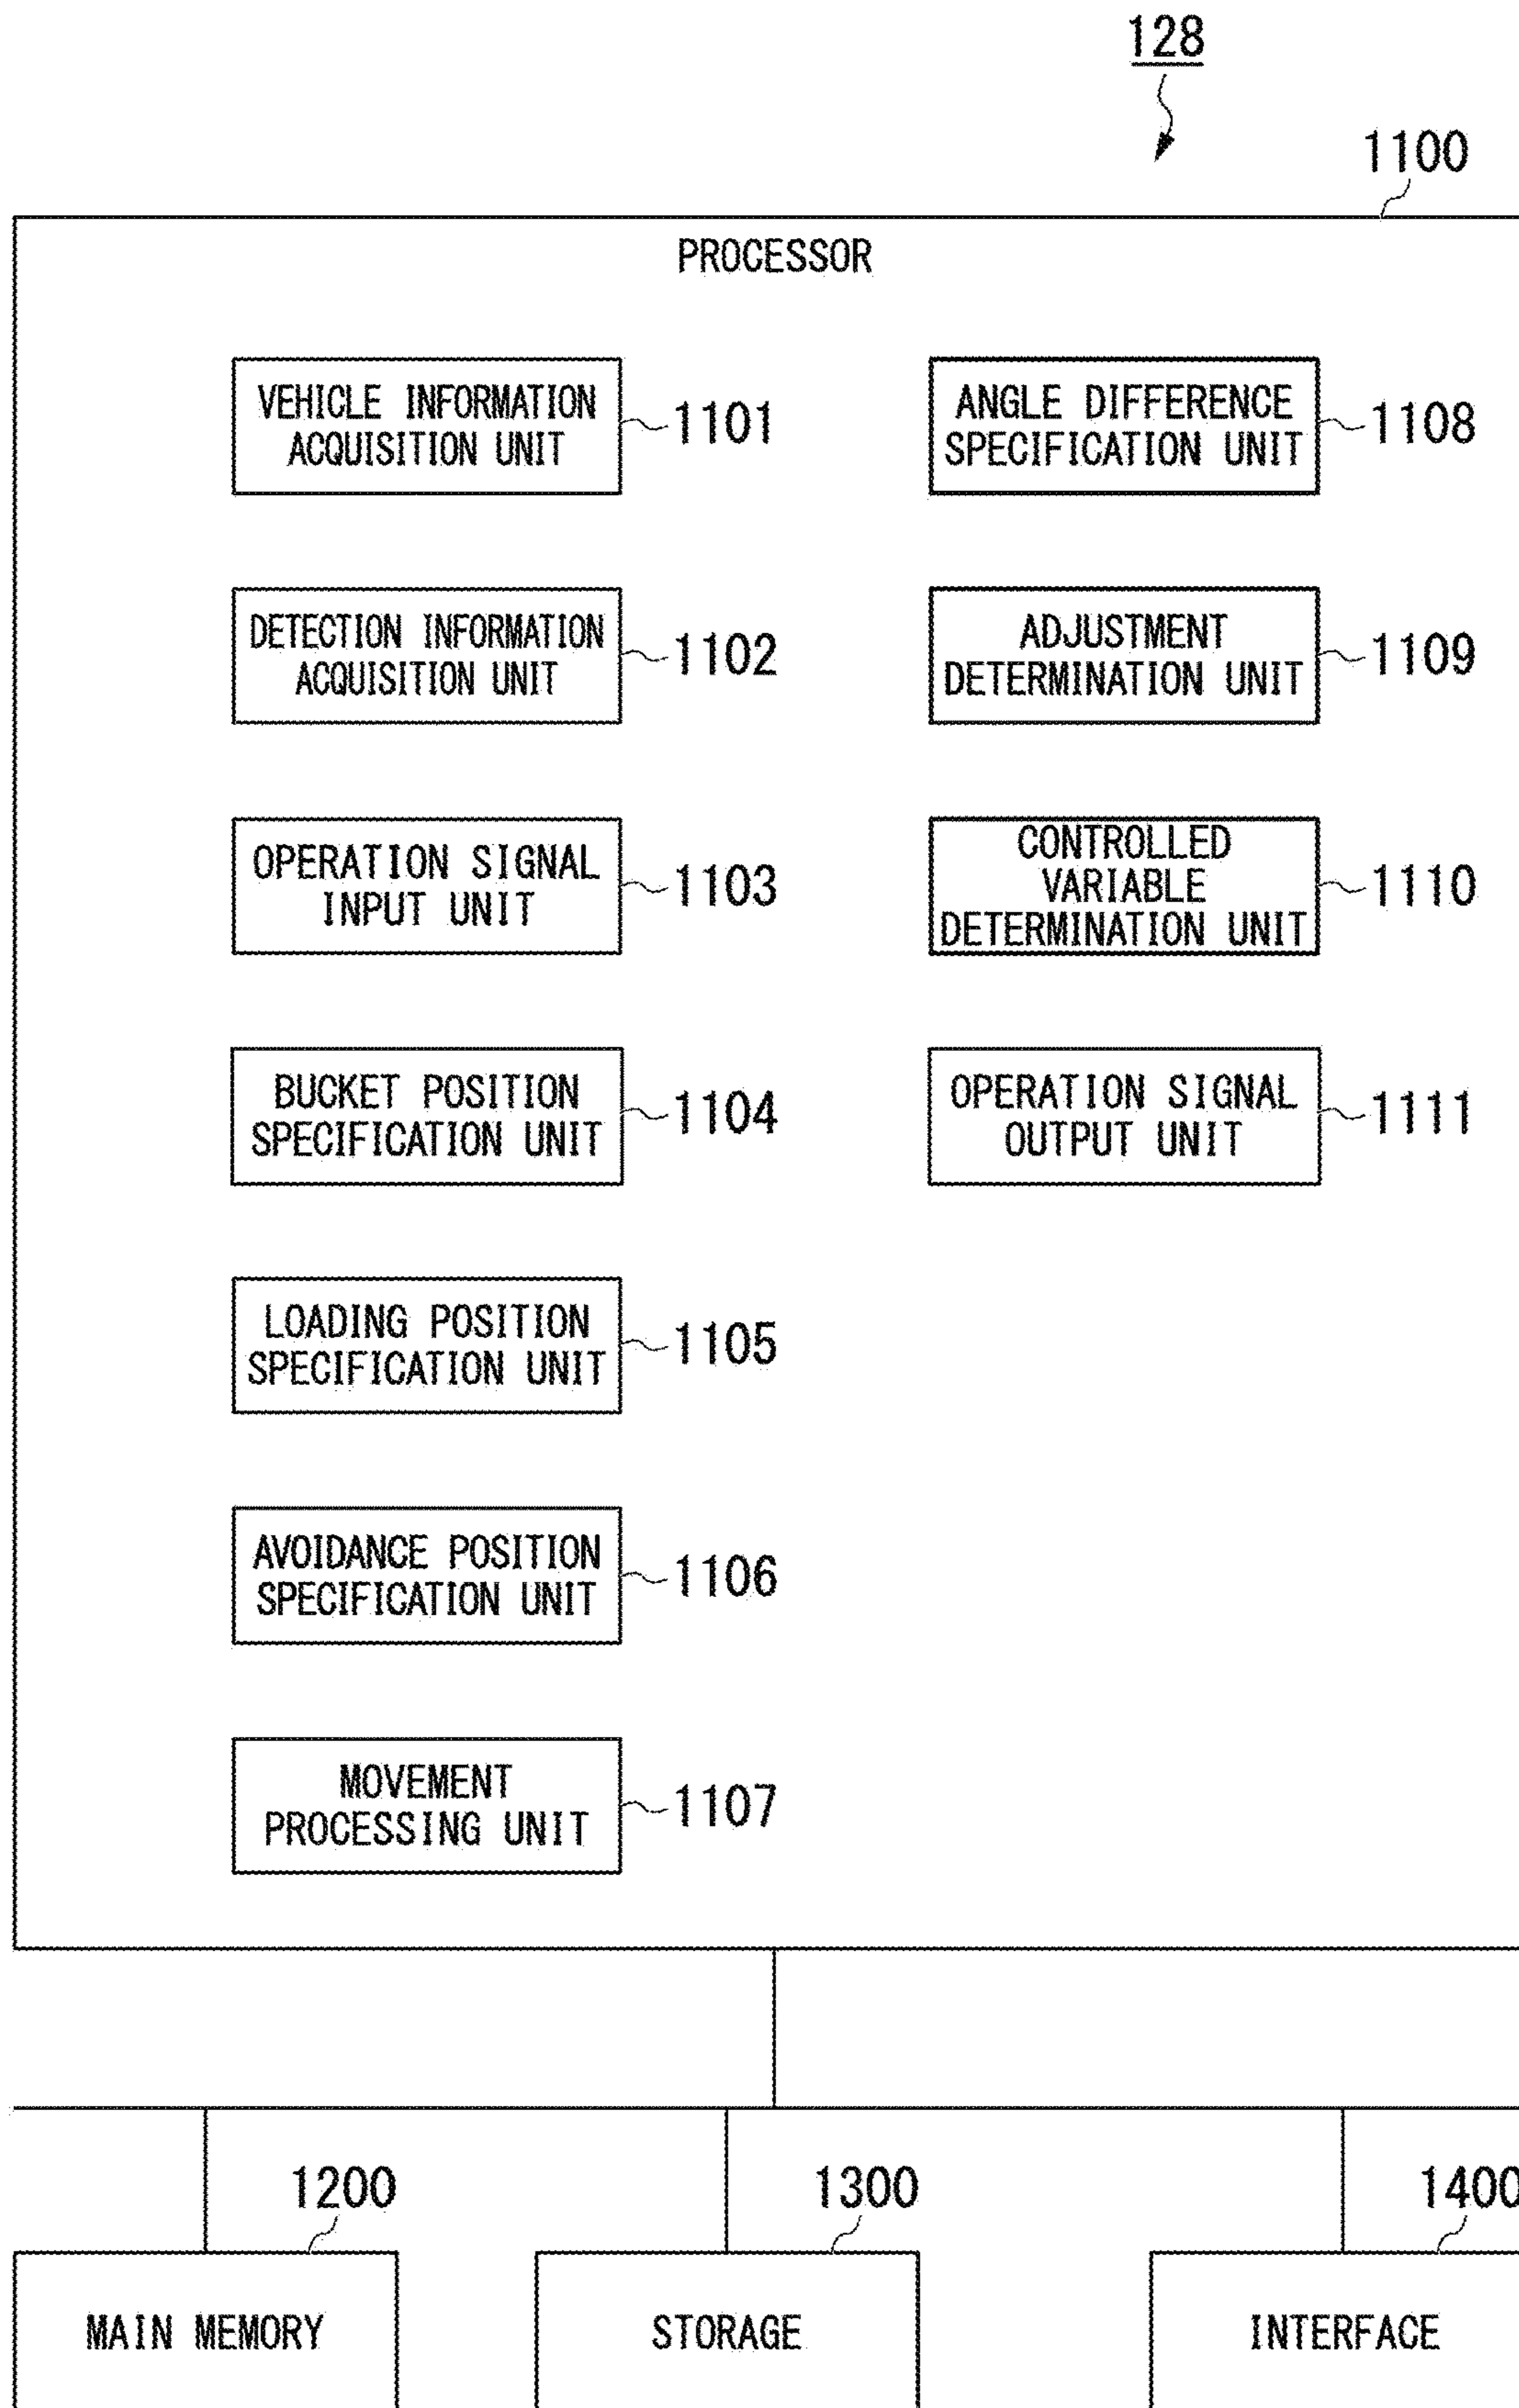 128
1100
PROCESSOR
VEHICLE INFORMATION
ACQUISITION UNIT
1101
DETECTION INFORMATION
ACQUISITION UNIT
1102
OPERATION SIGNAL
INPUT UNIT
1103
BUCKET POSITION
SPECIFICATION UNIT
1104
LOADING POSITION
SPECIFICATION UNIT
1105
AVOIDANCE POSITION
SPECIFICATION UNIT
1106
MOVEMENT
PROCESSING UNIT
1107
ANGLE DIFFERENCE
SPECIFICATION UNIT
1108
ADJUSTMENT
DETERMINATION UNIT
1109
CONTROLLED
VARIABLE
DETERMINATION UNIT
1110
OPERATION SIGNAL
OUTPUT UNIT
1111
1200
MAIN MEMORY
1300
STORAGE
1400
INTERFACE